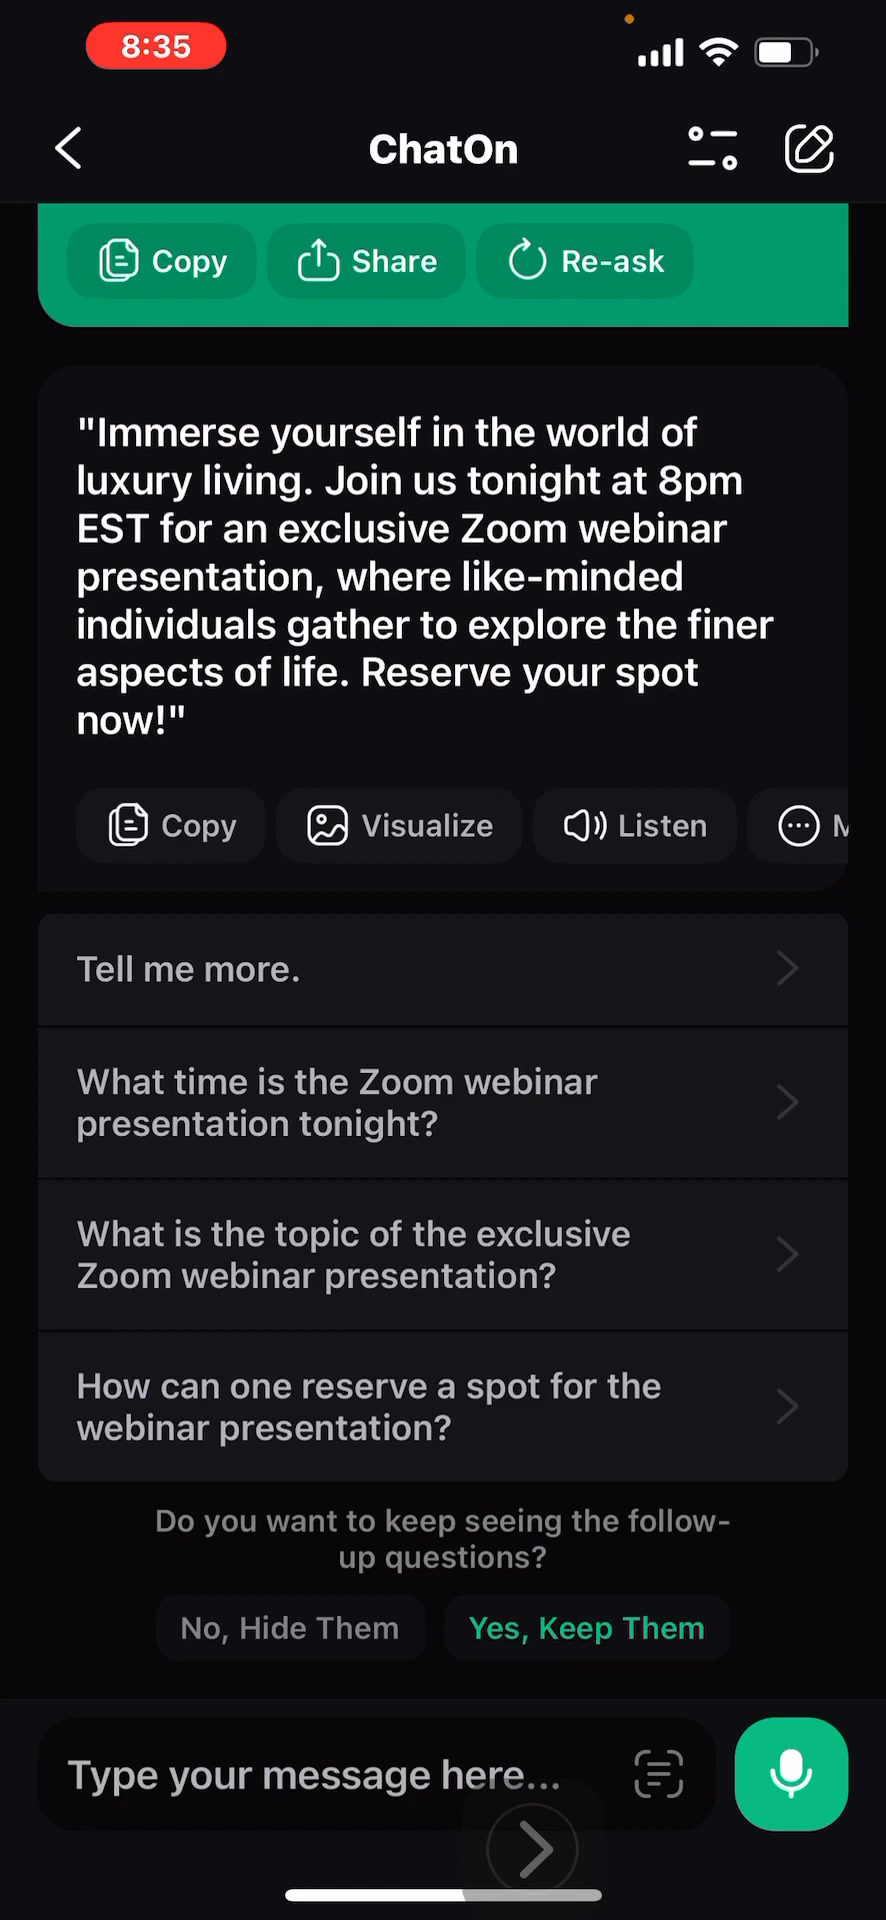 8:35
ChatOn
Copy
Share
Re-ask
"Immerse yourself in the world of
luxury living. Join us tonight at 8pm
EST for an exclusive Zoom webinar
presentation, where like-minded
individuals gather to explore the finer
aspects of life. Reserve your spot
now!"
Copy
Visualize
Listen
Tell me more.
What time is the Zoom webinar
presentation tonight?
What is the topic of the exclusive
Zoom webinar presentation?
How can one reserve a spot for the
webinar presentation?
Do you want to keep seeing the follow-
up questions?
No, Hide Them
Yes, Keep Them
Type your message here...